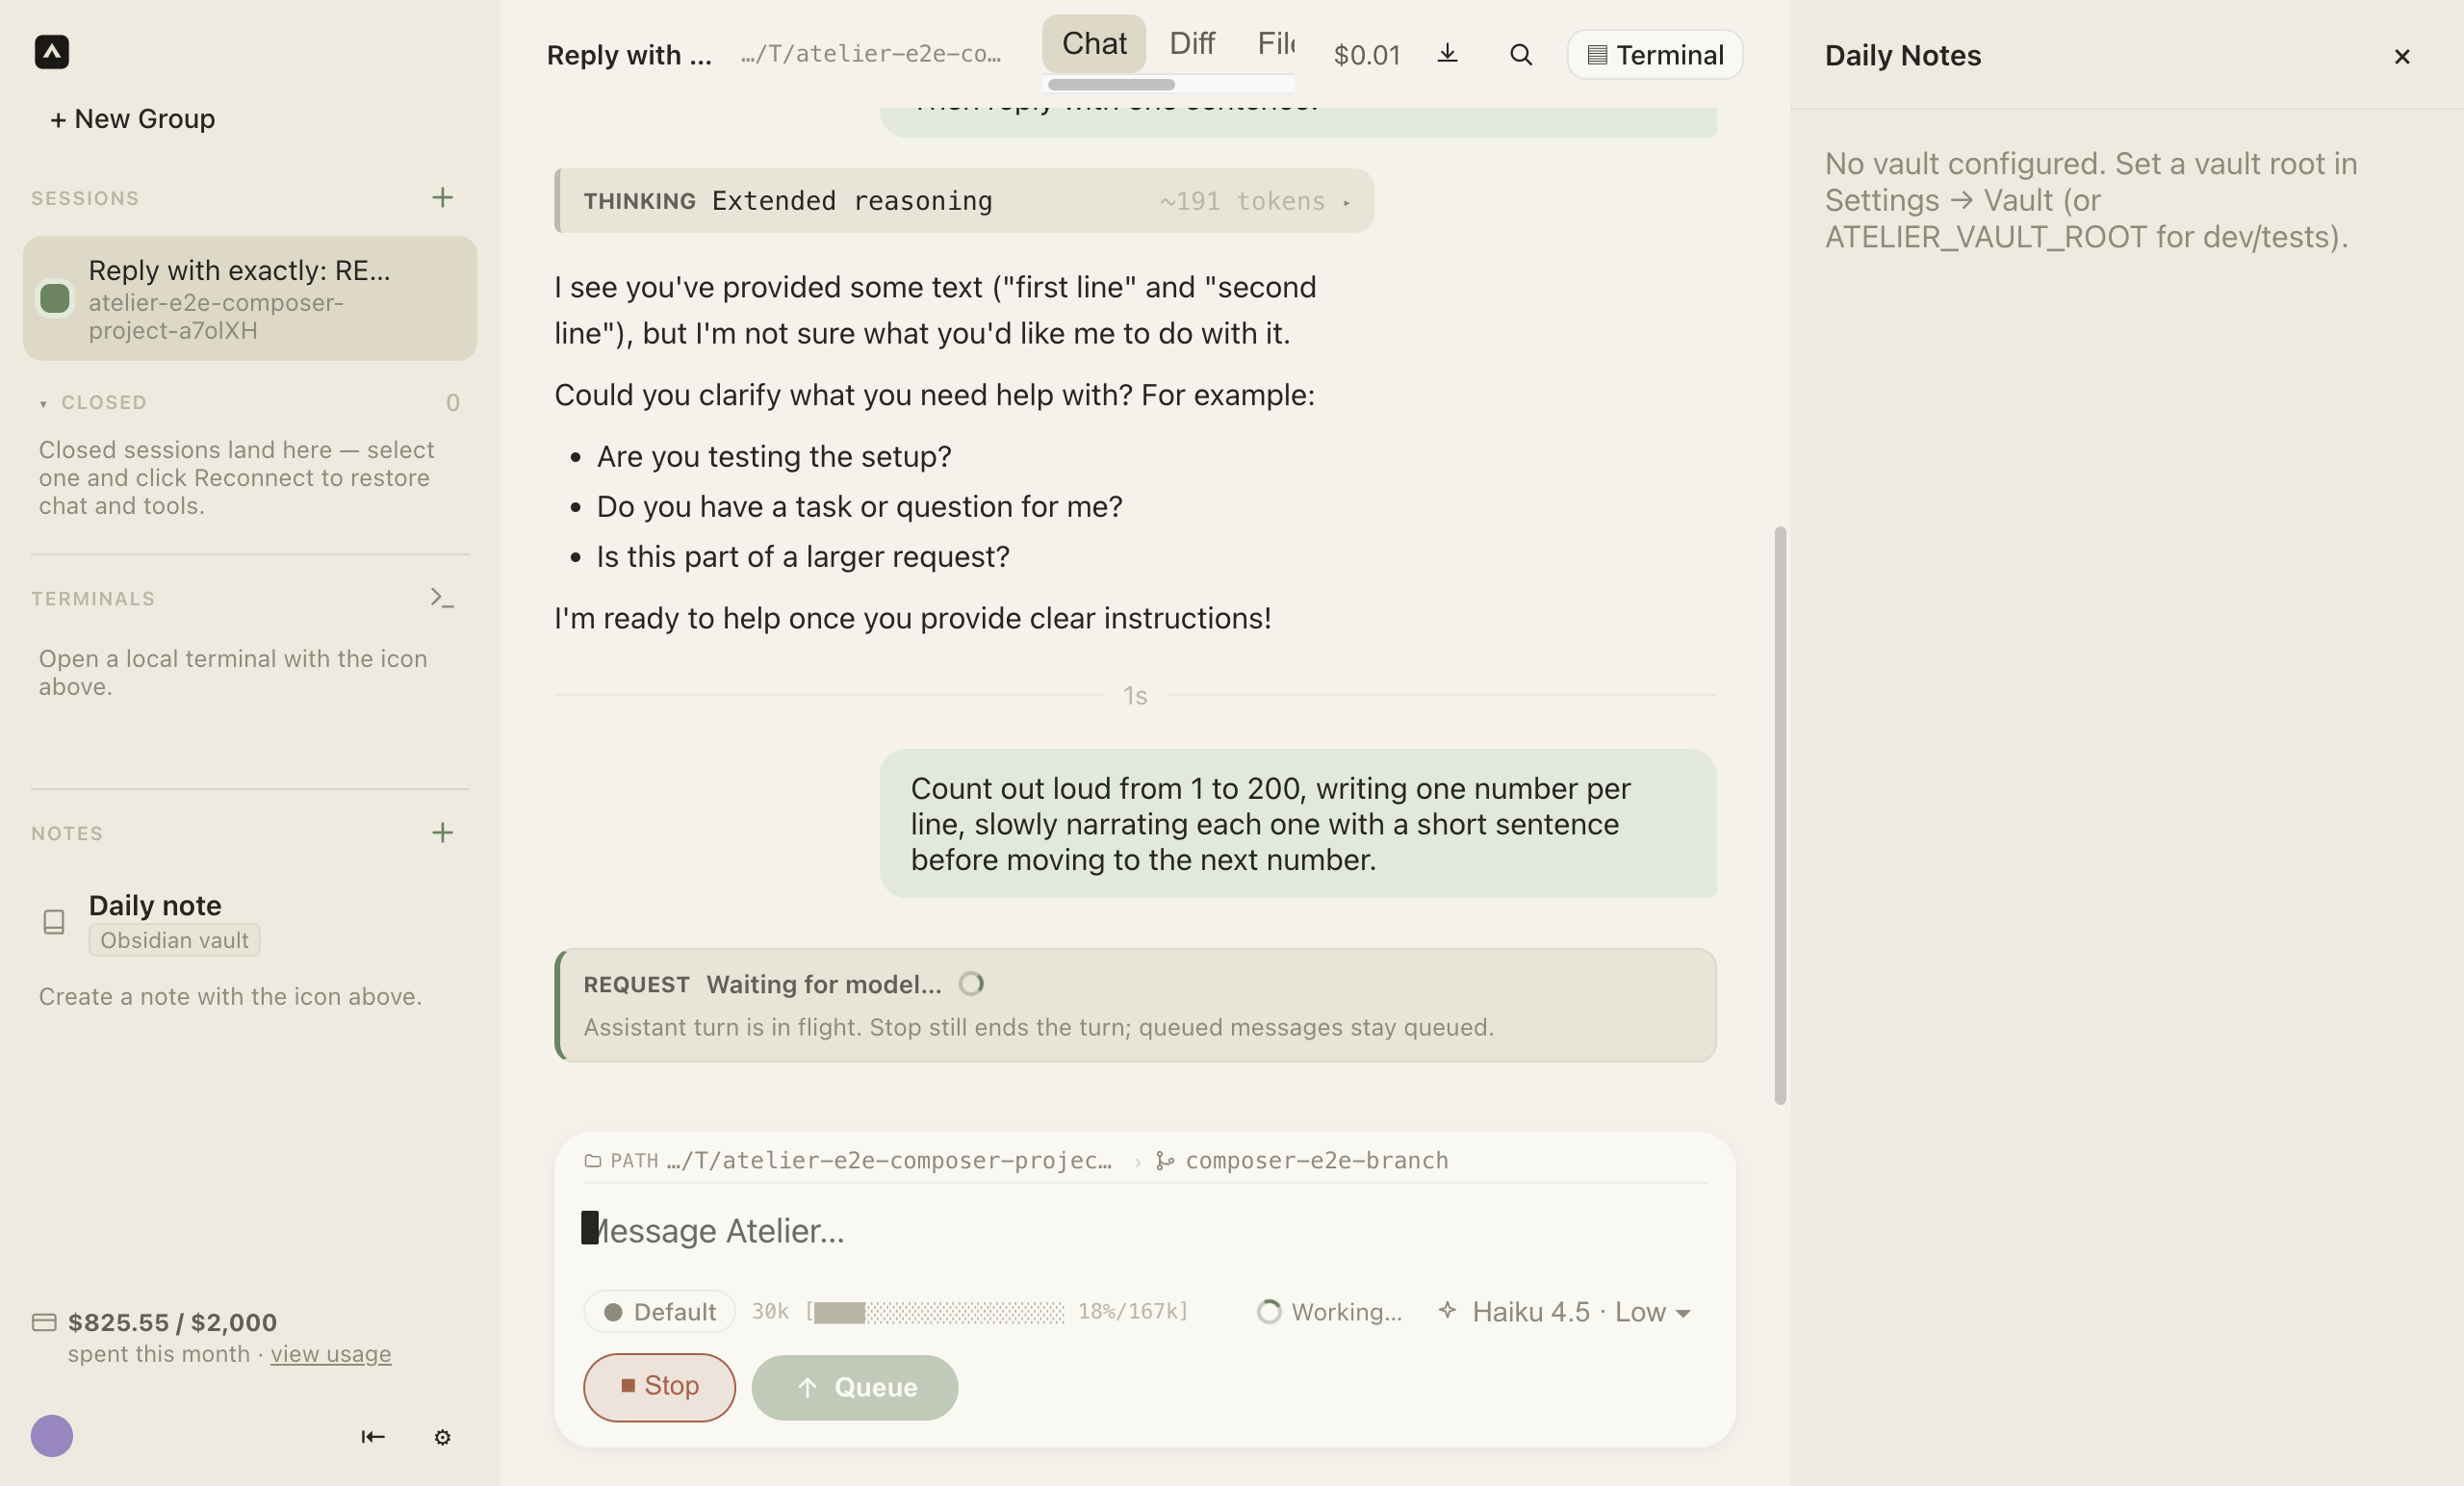 + New Group
SESSIONS
Reply with exactly: RE...
atelier-e2e-composer-
project-a7olXH
CLOSED 0
Closed sessions land here — select
one and click Reconnect to restore
chat and tools.
TERMINALS
Open a local terminal with the icon
above.
NOTES
Daily note
Obsidian vault
Create a note with the icon above.
$825.55 / $2,000
spent this month · view usage
Reply with ... …/T/atelier-e2e-co… Chat Diff File $0.01 Terminal
Then reply with one sentence.
THINKING Extended reasoning ~191 tokens
I see you've provided some text ("first line" and "second
line"), but I'm not sure what you'd like me to do with it.
Could you clarify what you need help with? For example:
• Are you testing the setup?
• Do you have a task or question for me?
• Is this part of a larger request?
I'm ready to help once you provide clear instructions!
1s
Count out loud from 1 to 200, writing one number per
line, slowly narrating each one with a short sentence
before moving to the next number.
REQUEST Waiting for model...
Assistant turn is in flight. Stop still ends the turn; queued messages stay queued.
PATH …/T/atelier-e2e-composer-projec… › composer-e2e-branch
Message Atelier...
Default 30k [ 18%/167k] Working... Haiku 4.5 · Low
Stop Queue
Daily Notes ×
No vault configured. Set a vault root in
Settings → Vault (or
ATELIER_VAULT_ROOT for dev/tests).